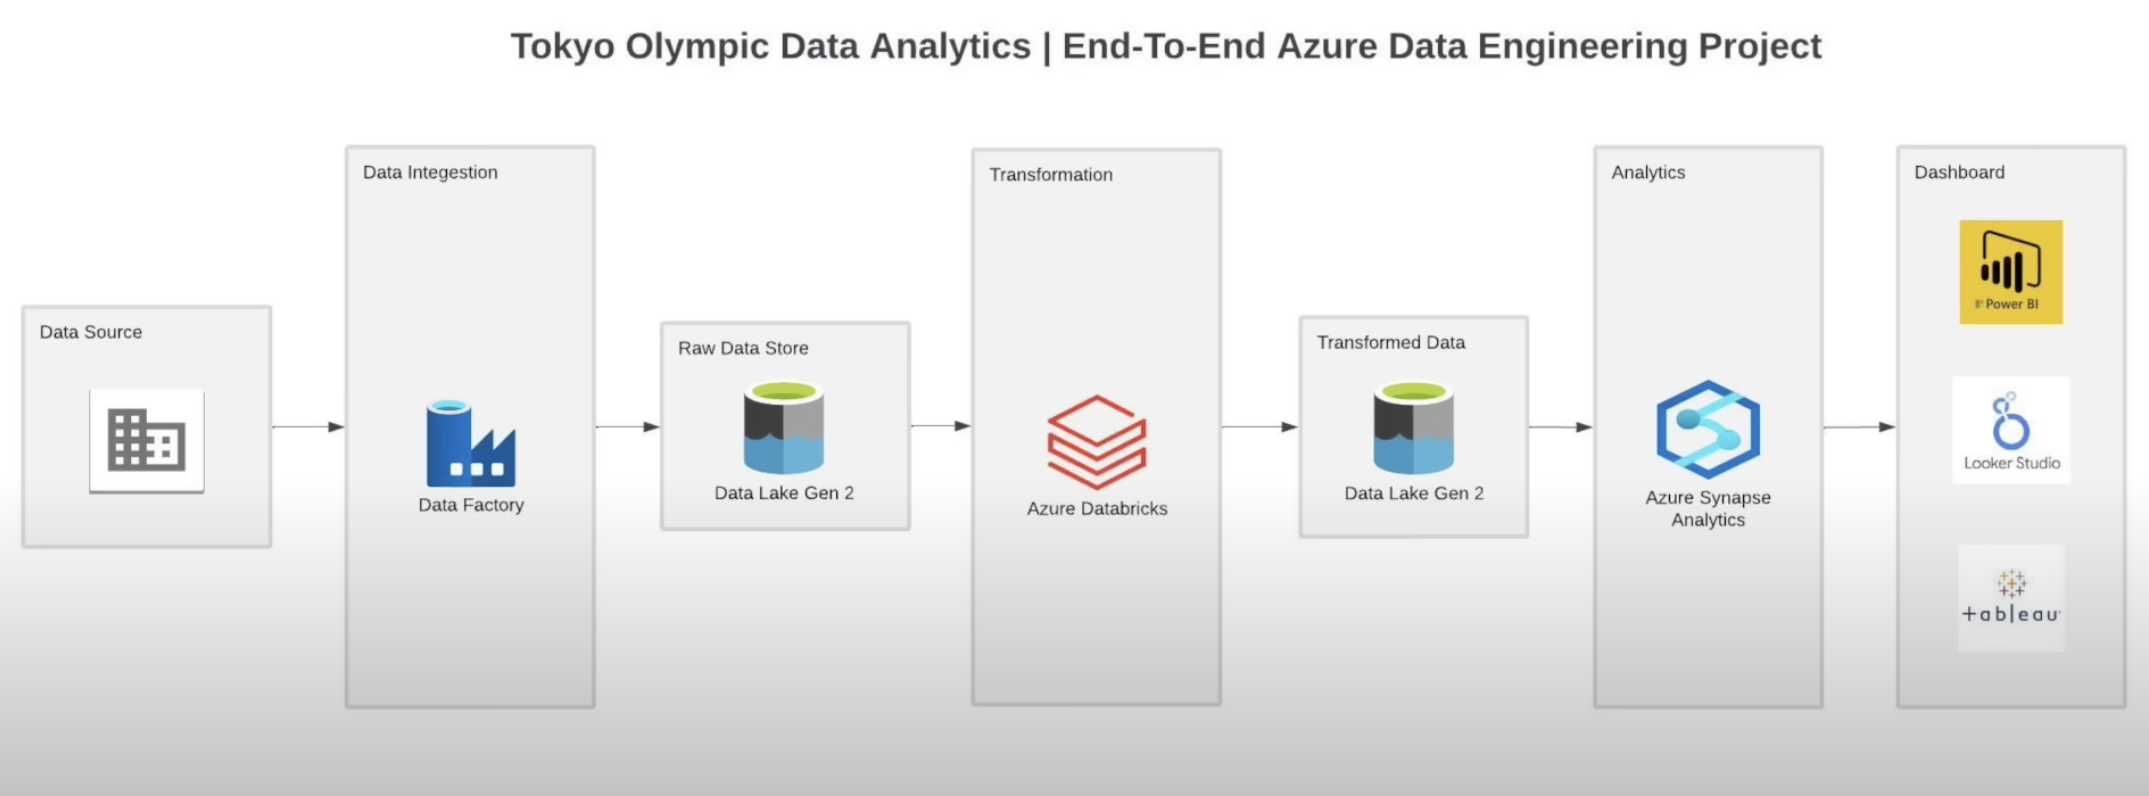 Tokyo Olympic Data Analytics | End-To-End Azure Data Engineering Project
Data Source
Data Integestion
Data Factory
Raw Data Store
Data Lake Gen 2
Transformation
Azure Databricks
Transformed Data
Data Lake Gen 2
Analytics
Azure Synapse
Analytics
Dashboard
Power BI
Looker Studio
+ableau